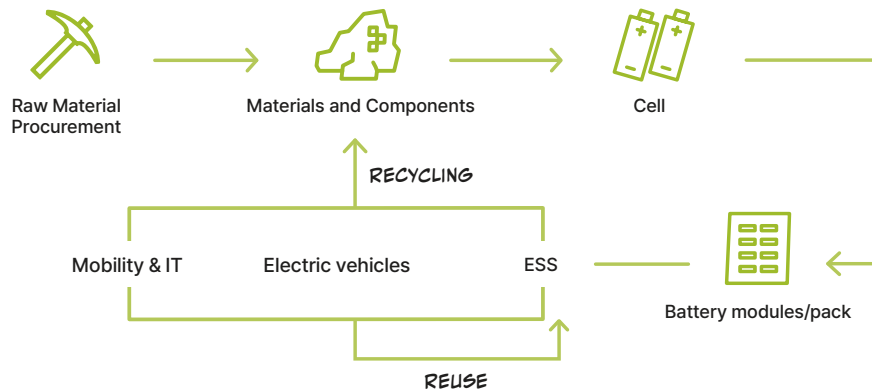 Raw Material
Procurement
Materials and Components
Cell
RECYCLING
Mobility & IT
Electric vehicles
ESS
Battery modules/pack
REUSE